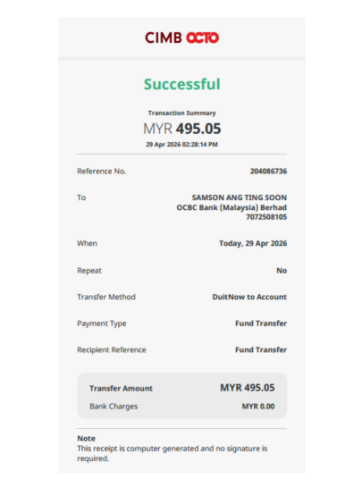 CIMB OCTO
Successful
Transaction Summary
MYR 495.05
29 Apr 2026 02:28:14 PM
Reference No. 204086736
To SAMSON ANG TING SOON
OCBC Bank (Malaysia) Berhad
7072508105
When Today, 29 Apr 2026
Repeat No
Transfer Method DuitNow to Account
Payment Type Fund Transfer
Recipient Reference Fund Transfer
Transfer Amount MYR 495.05
Bank Charges MYR 0.00
Note
This receipt is computer generated and no signature is
required.